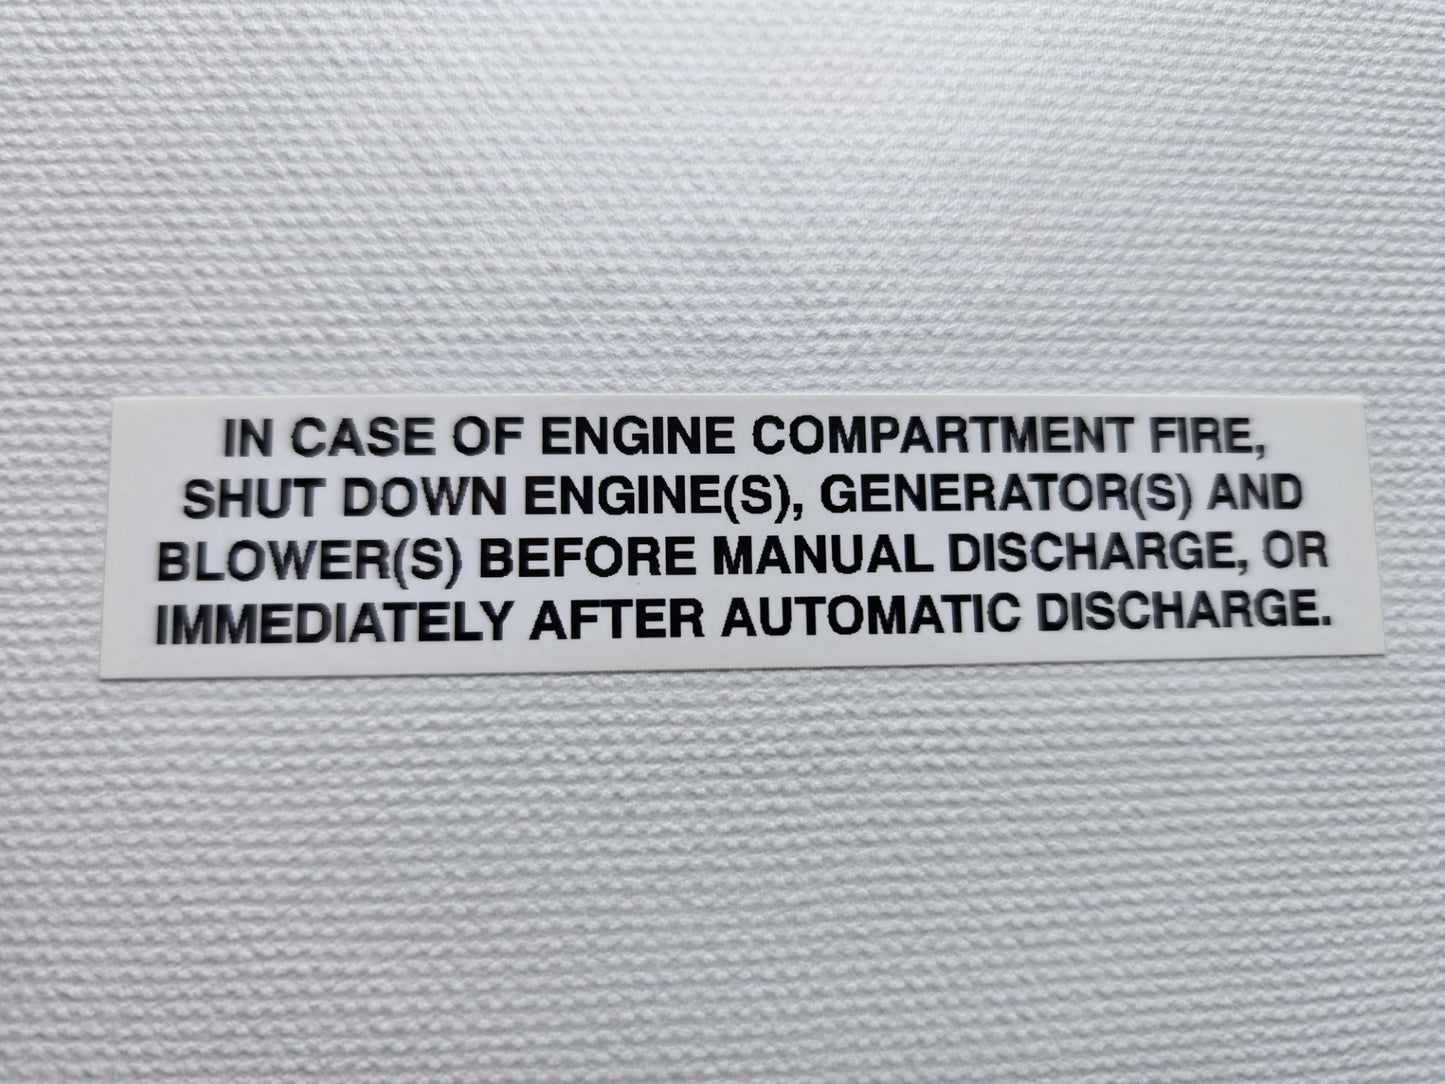 IN CASE OF ENGINE COMPARTMENT FIRE,
SHUT DOWN ENGINE(S), GENERATOR(S) AND
BLOWER(S) BEFORE MANUAL DISCHARGE, OR
IMMEDIATELY AFTER AUTOMATIC DISCHARGE.